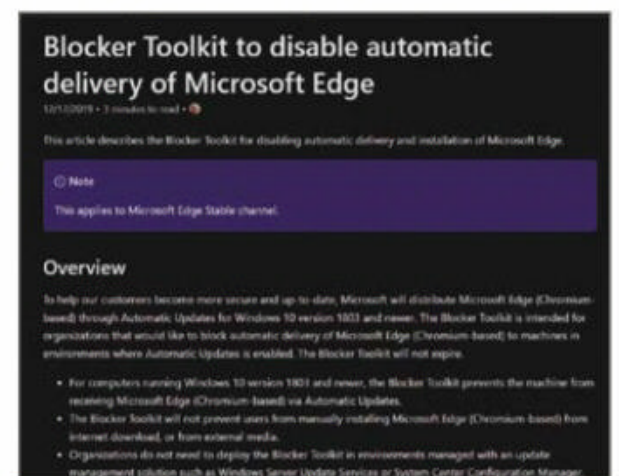 Blocker Toolkit to disable automatic
delivery of Microsoft Edge
12/17/2019 • 3 minutes to read •
This article describes the Blocker Toolkit for disabling automatic delivery and installation of Microsoft Edge.
Note
This applies to Microsoft Edge Stable channel.
Overview
To help our customers become more secure and up-to-date, Microsoft will distribute Microsoft Edge (Chromium-
based) through Automatic Updates for Windows 10 version 1803 and newer. The Blocker Toolkit is intended for
organizations that would like to block automatic delivery of Microsoft Edge (Chromium-based) to machines in
environments where Automatic Updates is enabled. The Blocker Toolkit will not expire.
• For computers running Windows 10 version 1803 and newer, the Blocker Toolkit prevents the machine from
receiving Microsoft Edge (Chromium-based) via Automatic Updates.
• The Blocker Toolkit will not prevent users from manually installing Microsoft Edge (Chromium-based) from
internet download, or from external media.
• Organizations do not need to deploy the Blocker Toolkit in environments managed with an update
management solution such as Windows Server Update Services or System Center Configuration Manager.